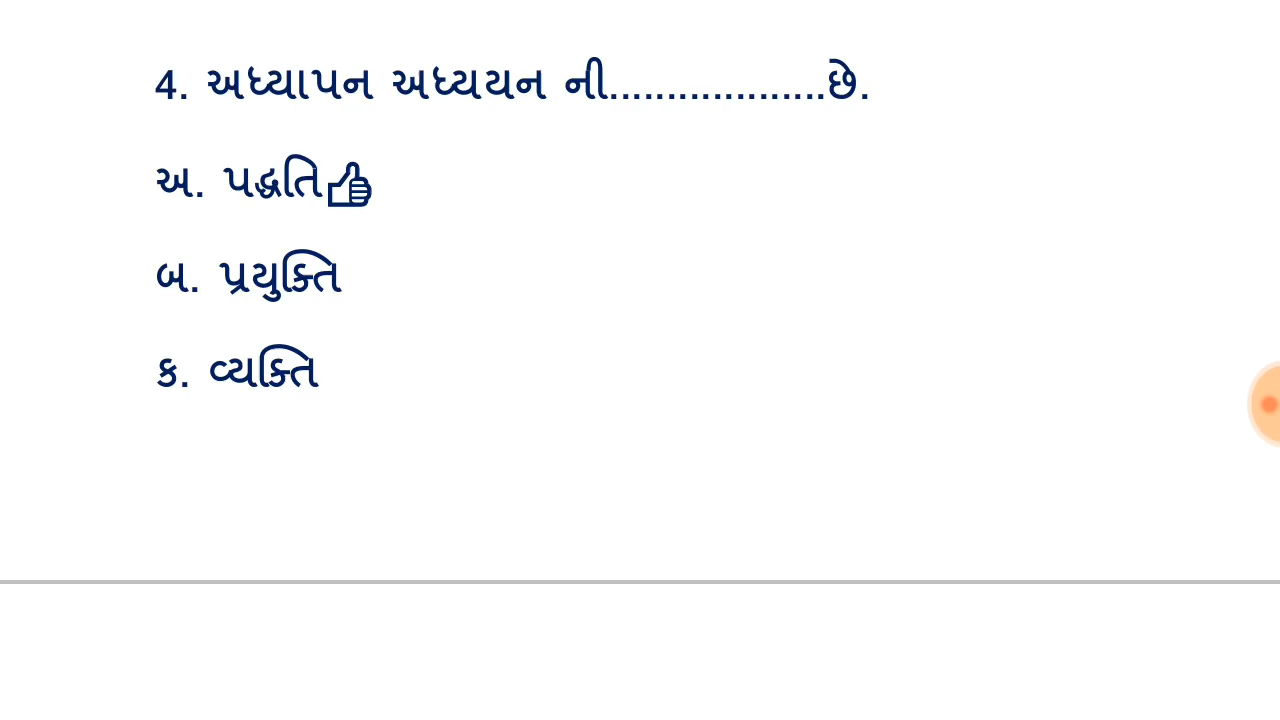 4. અધ્યાપન અધ્યયન ની...................છે.
અ. પદ્ધતિ👍
બ. પ્રયુક્તિ
ક. વ્યક્તિ